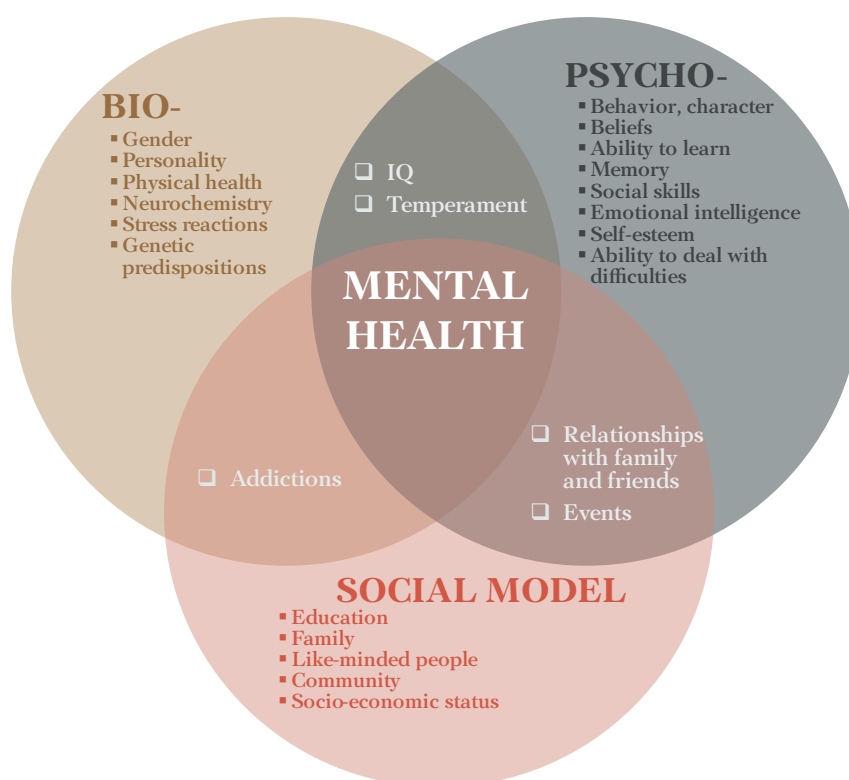 BIO-
▪ Gender
▪ Personality
▪ Physical health
▪ Neurochemistry
▪ Stress reactions
▪ Genetic
predispositions
PSYCHO-
▪ Behavior, character
▪ Beliefs
▪ Ability to learn
▪ Memory
▪ Social skills
▪ Emotional intelligence
▪ Self-esteem
▪ Ability to deal with
difficulties
❑ IQ
❑ Temperament
MENTAL
HEALTH
❑ Addictions
❑ Relationships
with family
and friends
❑ Events
SOCIAL MODEL
▪ Education
▪ Family
▪ Like-minded people
▪ Community
▪ Socio-economic status